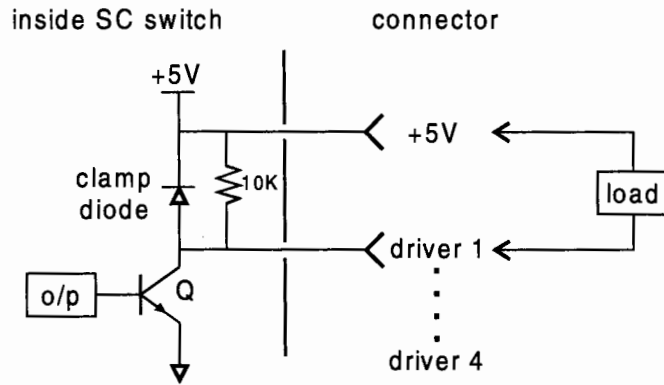 inside SC switch
connector
+5V
+5V
clamp
diode
10K
load
driver 1
o/p
Q
driver 4